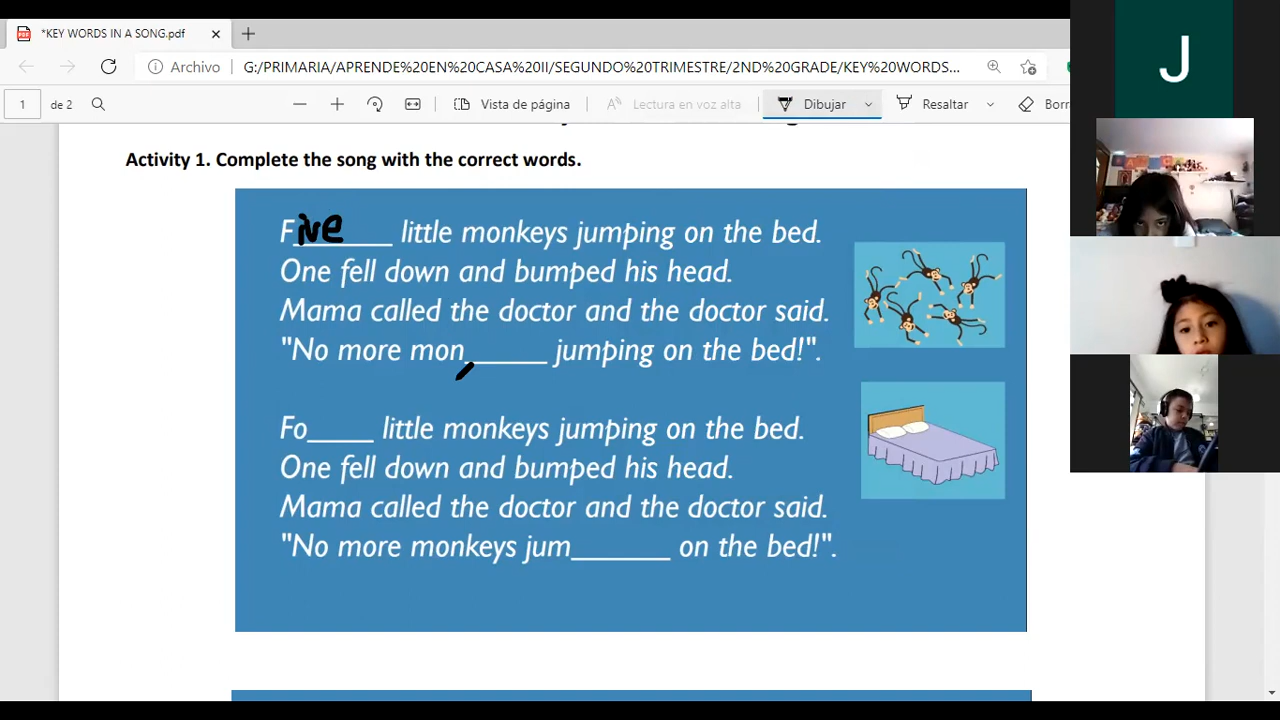 *KEY WORDS IN A SONG.pdf
Archivo
G:/PRIMARIA/APRENDE%20EN%20CASA%20II/SEGUNDO%20TRIMESTRE/2ND%20GRADE/KEY%20WORDS...
1 de 2
Vista de página
Lectura en voz alta
Dibujar
Resaltar
Borr
J
Activity 1. Complete the song with the correct words.
Five______ little monkeys jumping on the bed.
One fell down and bumped his head.
Mama called the doctor and the doctor said.
"No more mon______ jumping on the bed!".
Fo_____ little monkeys jumping on the bed.
One fell down and bumped his head.
Mama called the doctor and the doctor said.
"No more monkeys jum_______ on the bed!".